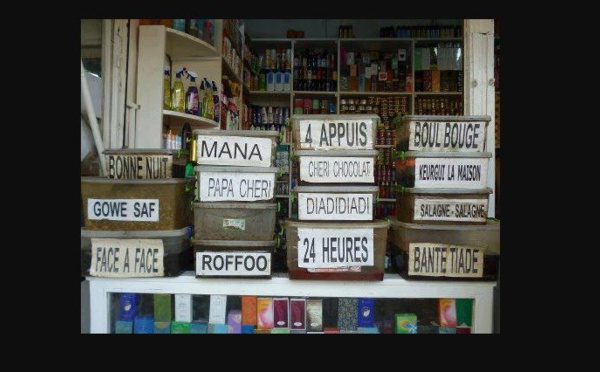 BONNE NUIT
GOWE SAF
FACE A FACE
MANA
PAPA CHERI
ROFFOO
4 APPUIS
CHERI CHOCOLAT
DIADIDIADI
24 HEURES
BOUL BOUGE
KEURGUI LA MAISON
SALAGNE-SALAGNE
BANTE TIADE